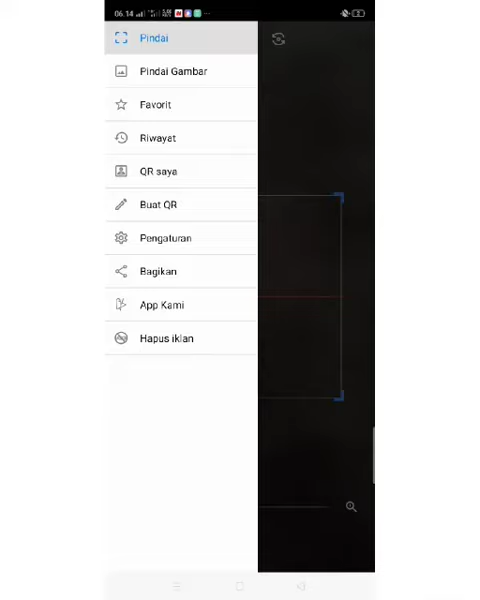 06.14
Pindai
Pindai Gambar
Favorit
Riwayat
QR saya
Buat QR
Pengaturan
Bagikan
App Kami
Hapus iklan